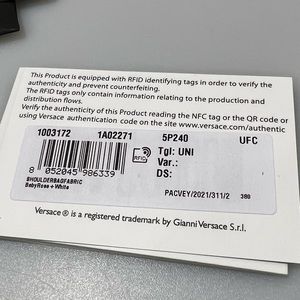 This Product is equipped with RFID identifying tags in order to verify the
authenticity and prevent counterfeiting.
The RFID tags only contain information relating to the production and
distribution flows.
Verify the authenticity of this Product reading the NFC tag or the QR code or
using Versace authentication code on the site www.versace.com/authentic
1003172 1A02271 5P240 UFC
RFID
Tgl: UNI
Var.:
DS:
8 052045 986339
SHOULDERBAGFABRIC
BabyRose+White
PACVEY/2021/311/2 380
Versace ® is a registered trademark by Gianni Versace S.r.l.